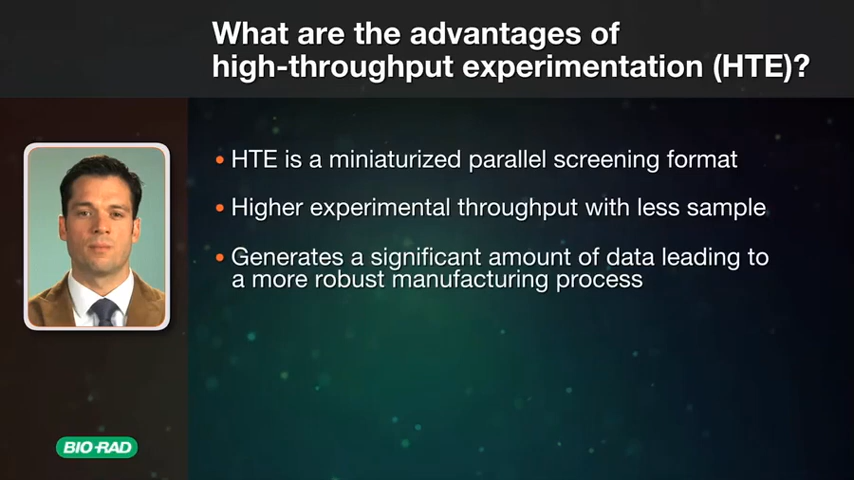 What are the advantages of
high-throughput experimentation (HTE)?
• HTE is a miniaturized parallel screening format
• Higher experimental throughput with less sample
• Generates a significant amount of data leading to
a more robust manufacturing process
BIO-RAD